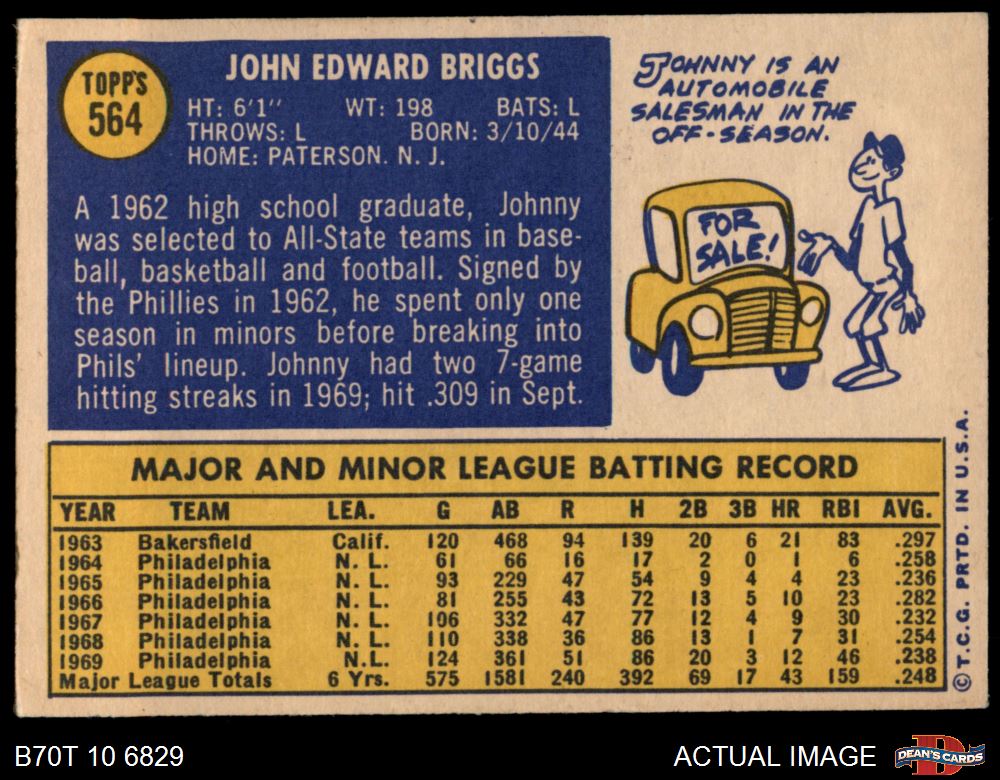 TOPP'S
564
JOHN EDWARD BRIGGS
HT: 6'1" WT: 198 BATS: L
THROWS: L BORN: 3/10/44
HOME: PATERSON. N. J.
A 1962 high school graduate, Johnny
was selected to All-State teams in base-
ball, basketball and football. Signed by
the Phillies in 1962, he spent only one
season in minors before breaking into
Phils' lineup. Johnny had two 7-game
hitting streaks in 1969; hit .309 in Sept.
JOHNNY IS AN
AUTOMOBILE
SALESMAN IN THE
OFF-SEASON.
FOR
SALE!
MAJOR AND MINOR LEAGUE BATTING RECORD
YEAR TEAM LEA. G AB R H 2B 3B HR RBI AVG.
1963 Bakersfield Calif. 120 468 94 139 20 6 21 83 .297
1964 Philadelphia N. L. 61 66 16 17 2 0 1 6 .258
1965 Philadelphia N. L. 93 229 47 54 9 4 4 23 .236
1966 Philadelphia N. L. 81 255 43 72 13 5 10 23 .282
1967 Philadelphia N. L. 106 332 47 77 12 4 9 30 .232
1968 Philadelphia N. L. 110 338 36 86 13 1 7 31 .254
1969 Philadelphia N.L. 124 361 51 86 20 3 12 46 .238
Major League Totals 6 Yrs. 575 1581 240 392 69 17 43 159 .248
© T.C.G. PRTD. IN U.S.A.
B70T 10 6829
ACTUAL IMAGE
D
DEAN'S CARDS